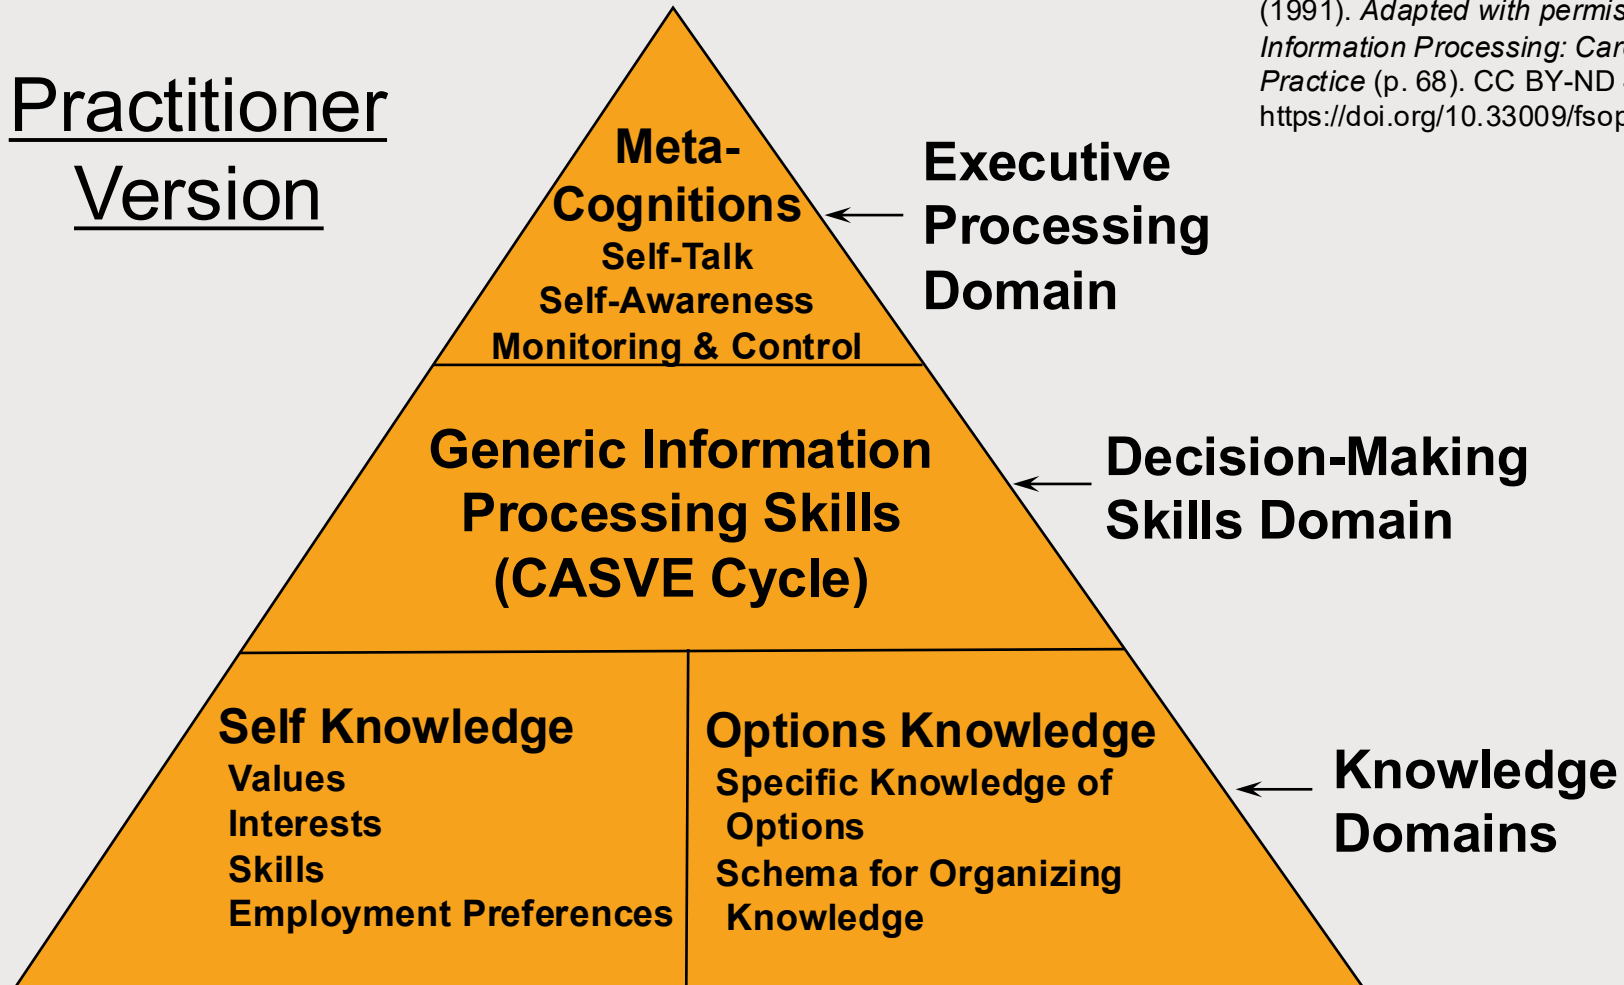 Practitioner
Version
(1991). Adapted with permis
Information Processing: Car
Practice (p. 68). CC BY-ND
https://doi.org/10.33009/fsop
Meta-
Cognitions
Self-Talk
Self-Awareness
Monitoring & Control
Executive
Processing
Domain
Generic Information
Processing Skills
(CASVE Cycle)
Decision-Making
Skills Domain
Self Knowledge
Values
Interests
Skills
Employment Preferences
Options Knowledge
Specific Knowledge of
Options
Schema for Organizing
Knowledge
Knowledge
Domains